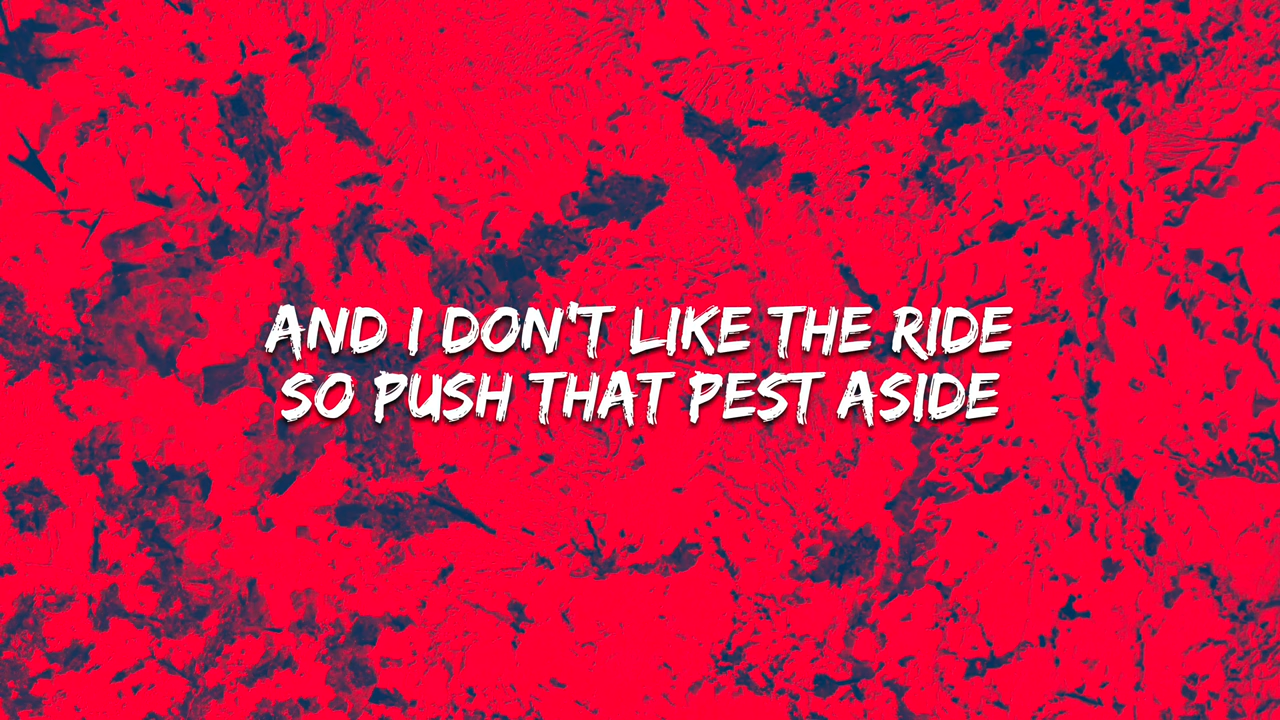 AND I DON'T LIKE THE RIDE
SO PUSH THAT PEST ASIDE